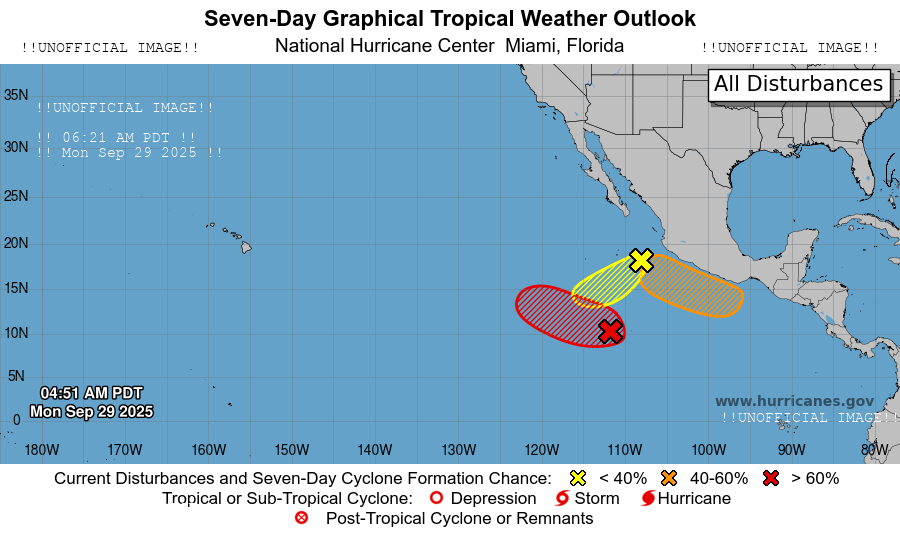 Seven-Day Graphical Tropical Weather Outlook
!!UNOFFICIAL IMAGE!!
National Hurricane Center  Miami, Florida
!!UNOFFICIAL IMAGE!!
All Disturbances
35N
!!UNOFFICIAL IMAGE!!
!! 06:21 AM PDT !!
30N
!! Mon Sep 29 2025 !!
25N
20N
15N
10N
5N
04:51 AM PDT
Mon Sep 29 2025
www.hurricanes.gov
0
!!UNOFFICIAL IMAGE!!
180W 170W 160W 150W 140W 130W 120W 110W 100W 90W 80W
Current Disturbances and Seven-Day Cyclone Formation Chance: < 40% 40-60% > 60%
Tropical or Sub-Tropical Cyclone: Depression Storm Hurricane
Post-Tropical Cyclone or Remnants